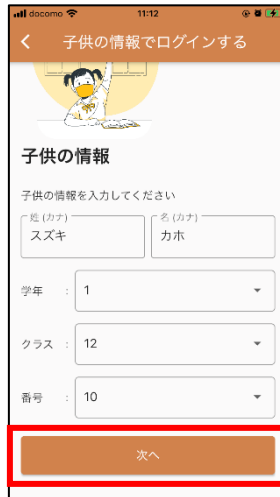 docomo 11:12
子供の情報でログインする
子供の情報
子供の情報を入力してください
姓 (カナ) 名 (カナ)
スズキ カホ
学年 : 1
クラス : 12
番号 : 10
次へ